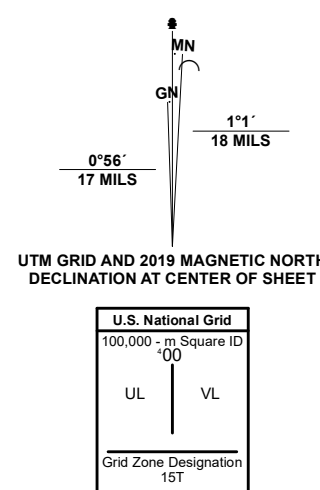 MN
GN
1°1´
18 MILS
0°56´
17 MILS
UTM GRID AND 2019 MAGNETIC NORTH
DECLINATION AT CENTER OF SHEET
U.S. National Grid
100,000 - m Square ID
⁴00
UL VL
Grid Zone Designation
15T